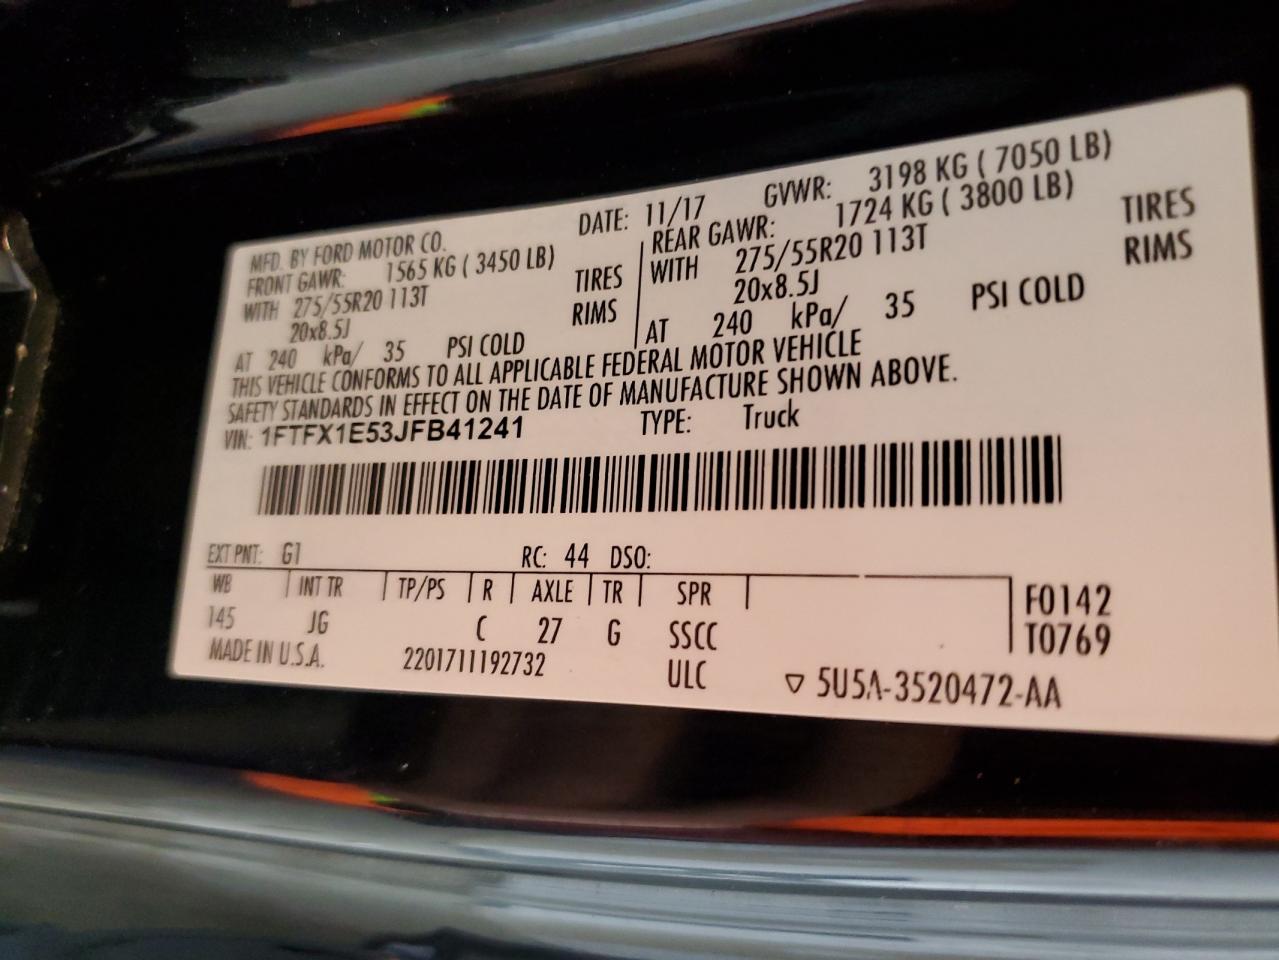 MFD. BY FORD MOTOR CO. DATE: 11/17 GVWR: 3198 KG ( 7050 LB)
FRONT GAWR: 1565 KG ( 3450 LB) REAR GAWR: 1724 KG ( 3800 LB)
WITH 275/55R20 113T TIRES WITH 275/55R20 113T TIRES
20x8.5J RIMS 20x8.5J RIMS
AT 240 kPa/ 35 PSI COLD AT 240 kPa/ 35 PSI COLD
THIS VEHICLE CONFORMS TO ALL APPLICABLE FEDERAL MOTOR VEHICLE
SAFETY STANDARDS IN EFFECT ON THE DATE OF MANUFACTURE SHOWN ABOVE.
VIN: 1FTFX1E53JFB41241 TYPE: Truck
EXT PNT: G1 RC: 44 DSO:
WB INT TR TP/PS R AXLE TR SPR F0142
145 JG C 27 G SSCC T0769
MADE IN U.S.A. 2201711192732 ULC ▽ 5U5A-3520472-AA